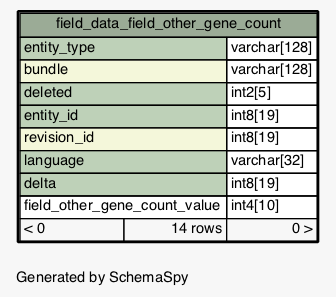 field_data_field_other_gene_count
entity_type varchar[128]
bundle varchar[128]
deleted int2[5]
entity_id int8[19]
revision_id int8[19]
language varchar[32]
delta int8[19]
field_other_gene_count_value int4[10]
< 0 14 rows 0 >
Generated by SchemaSpy